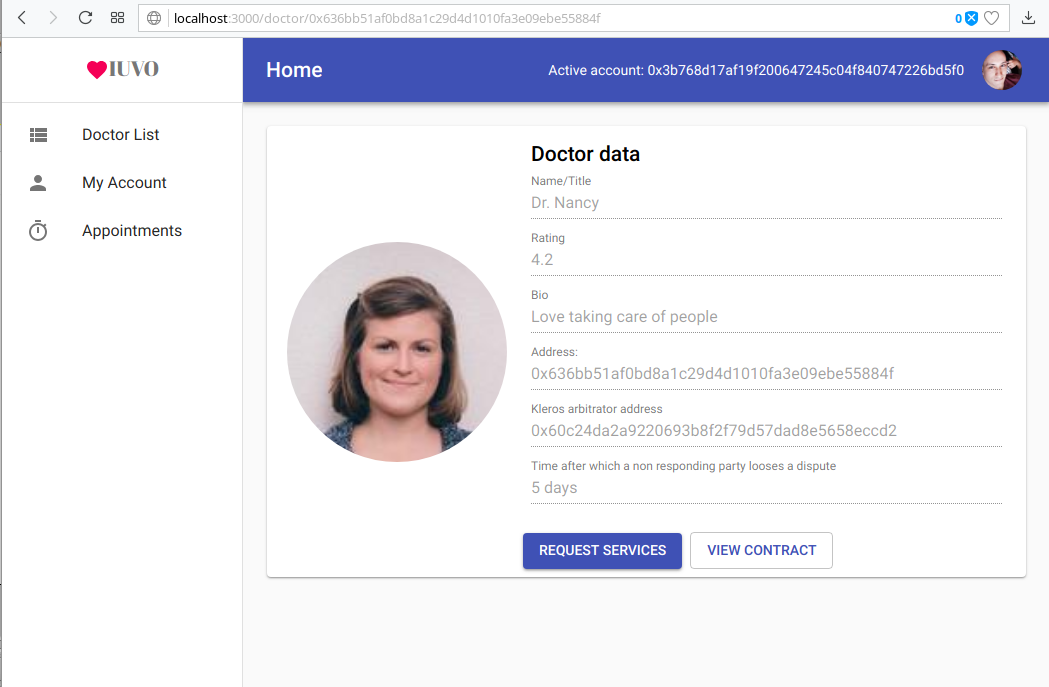 localhost:3000/doctor/0x636bb51af0bd8a1c29d4d1010fa3e09ebe55884f
0
IUVO
Home
Active account: 0x3b768d17af19f200647245c04f840747226bd5f0
Doctor List
My Account
Appointments
Doctor data
Name/Title
Dr. Nancy
Rating
4.2
Bio
Love taking care of people
Address:
0x636bb51af0bd8a1c29d4d1010fa3e09ebe55884f
Kleros arbitrator address
0x60c24da2a9220693b8f2f79d57dad8e5658eccd2
Time after which a non responding party looses a dispute
5 days
REQUEST SERVICES
VIEW CONTRACT